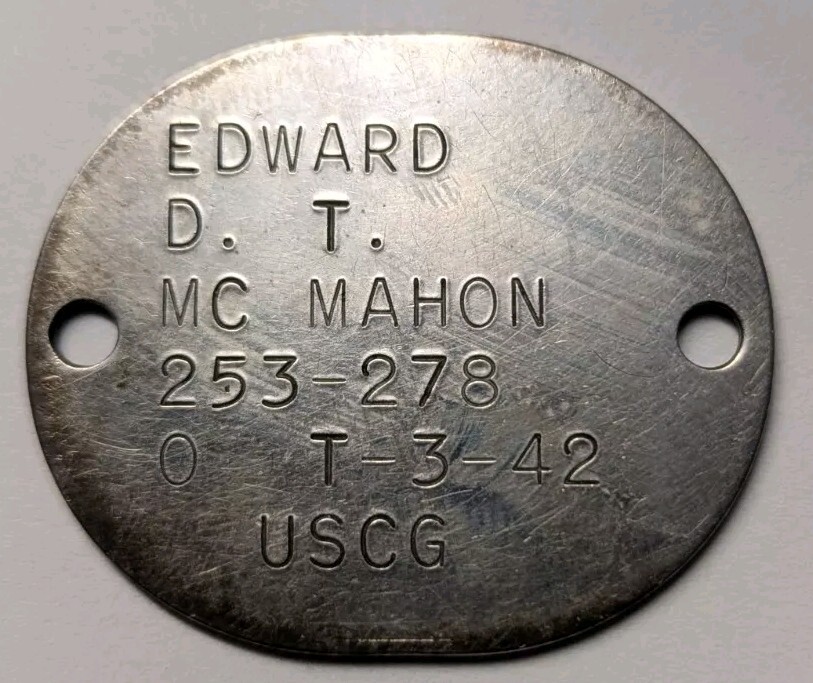 EDWARD
D. T.
MC MAHON
253-278
O T-3-42
USCG